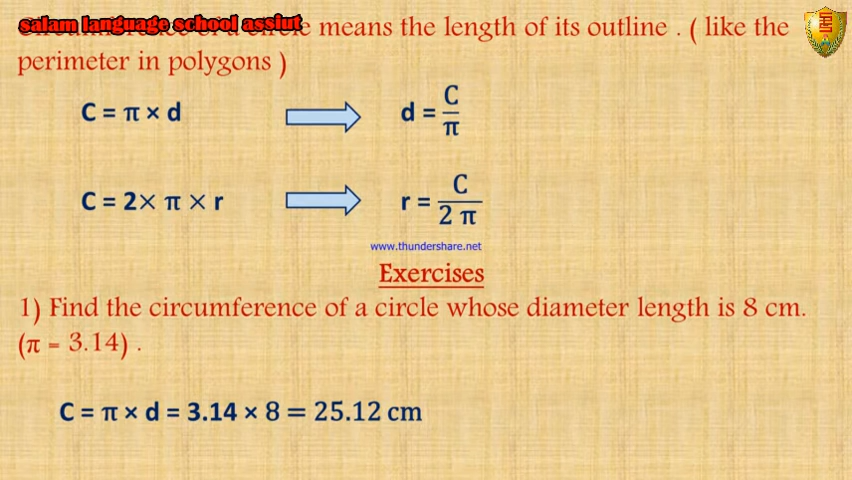 salam language school assiut
means the length of its outline . ( like the
perimeter in polygons )
C = π × d
d = C/π
C = 2× π × r
r = C/2 π
www.thundershare.net
Exercises
1) Find the circumference of a circle whose diameter length is 8 cm.
(π = 3.14) .
C = π × d = 3.14 × 8 = 25.12 cm